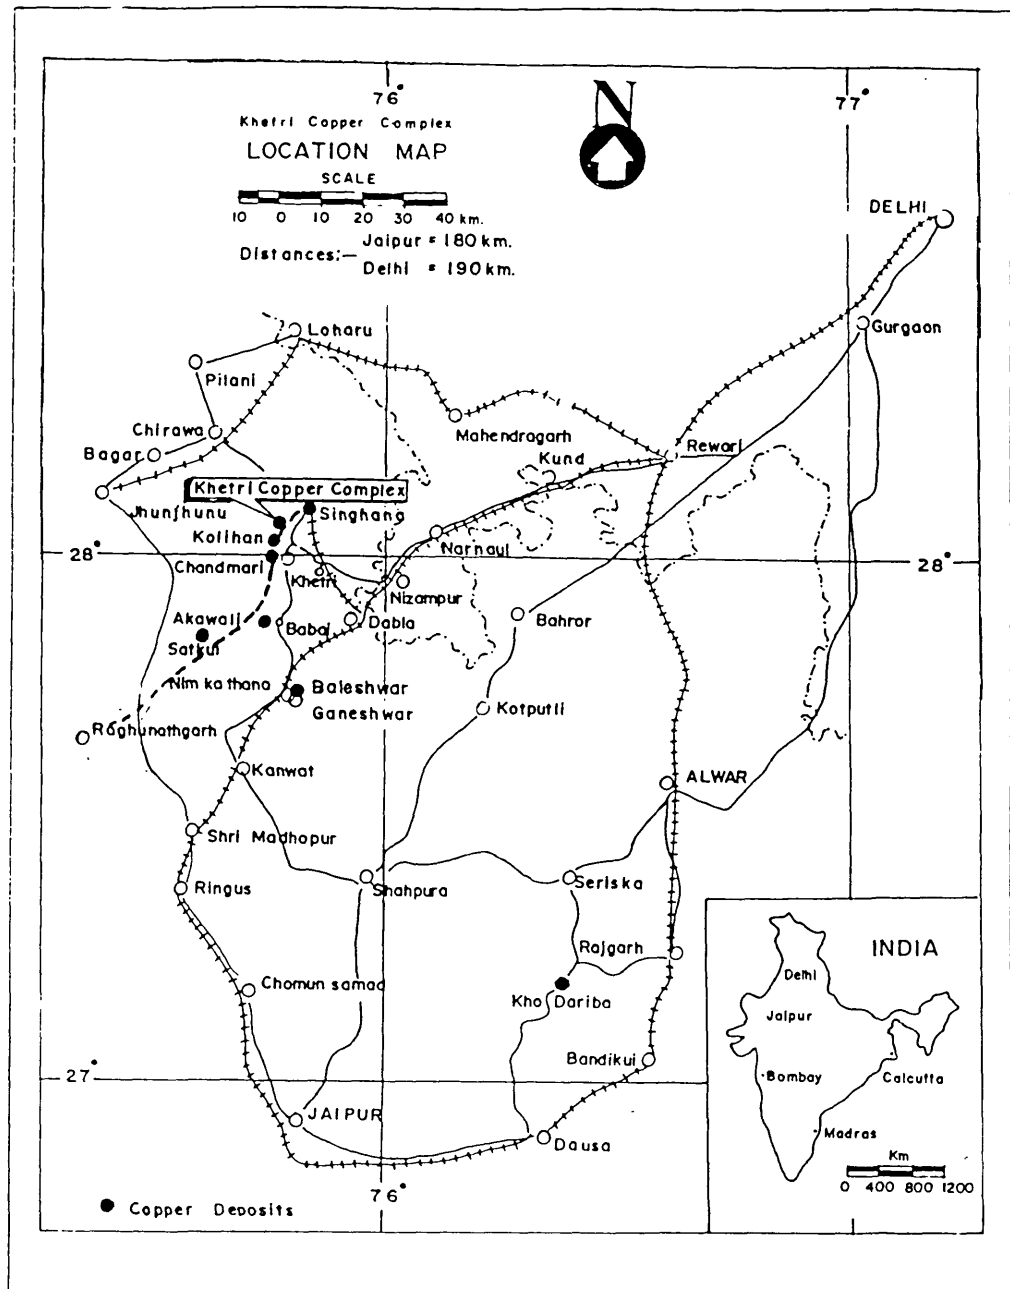 76°
77°
N
Khetri Copper Complex
LOCATION MAP
SCALE
10 0 10 20 30 40 km.
Distances:— Jaipur = 180 km.
Delhi = 190 km.
DELHI
Gurgaon
Loharu
Pilani
Chirawa
Mahendragarh
Bagar
Kund
Rewari
Khetri Copper Complex
Jhunjhunu
Singhana
Kolihan
Narnaul
28°
28°
Chandmari
Khetri
Nizampur
Akawali
Babai
Dabla
Bahror
Satkui
Nim kathana
Baleshwar
Ganeshwar
Kotputli
Raghunathgarh
Kanwat
ALWAR
Shri Madhopur
Ringus
Shahpura
Seriska
Rajgarh
Chomun samad
Kho Dariba
Bandikui
27°
JAIPUR
Dausa
76°
Copper Deposits
INDIA
Delhi
Jaipur
Bombay
Calcutta
Madras
Km
0 400 800 1200